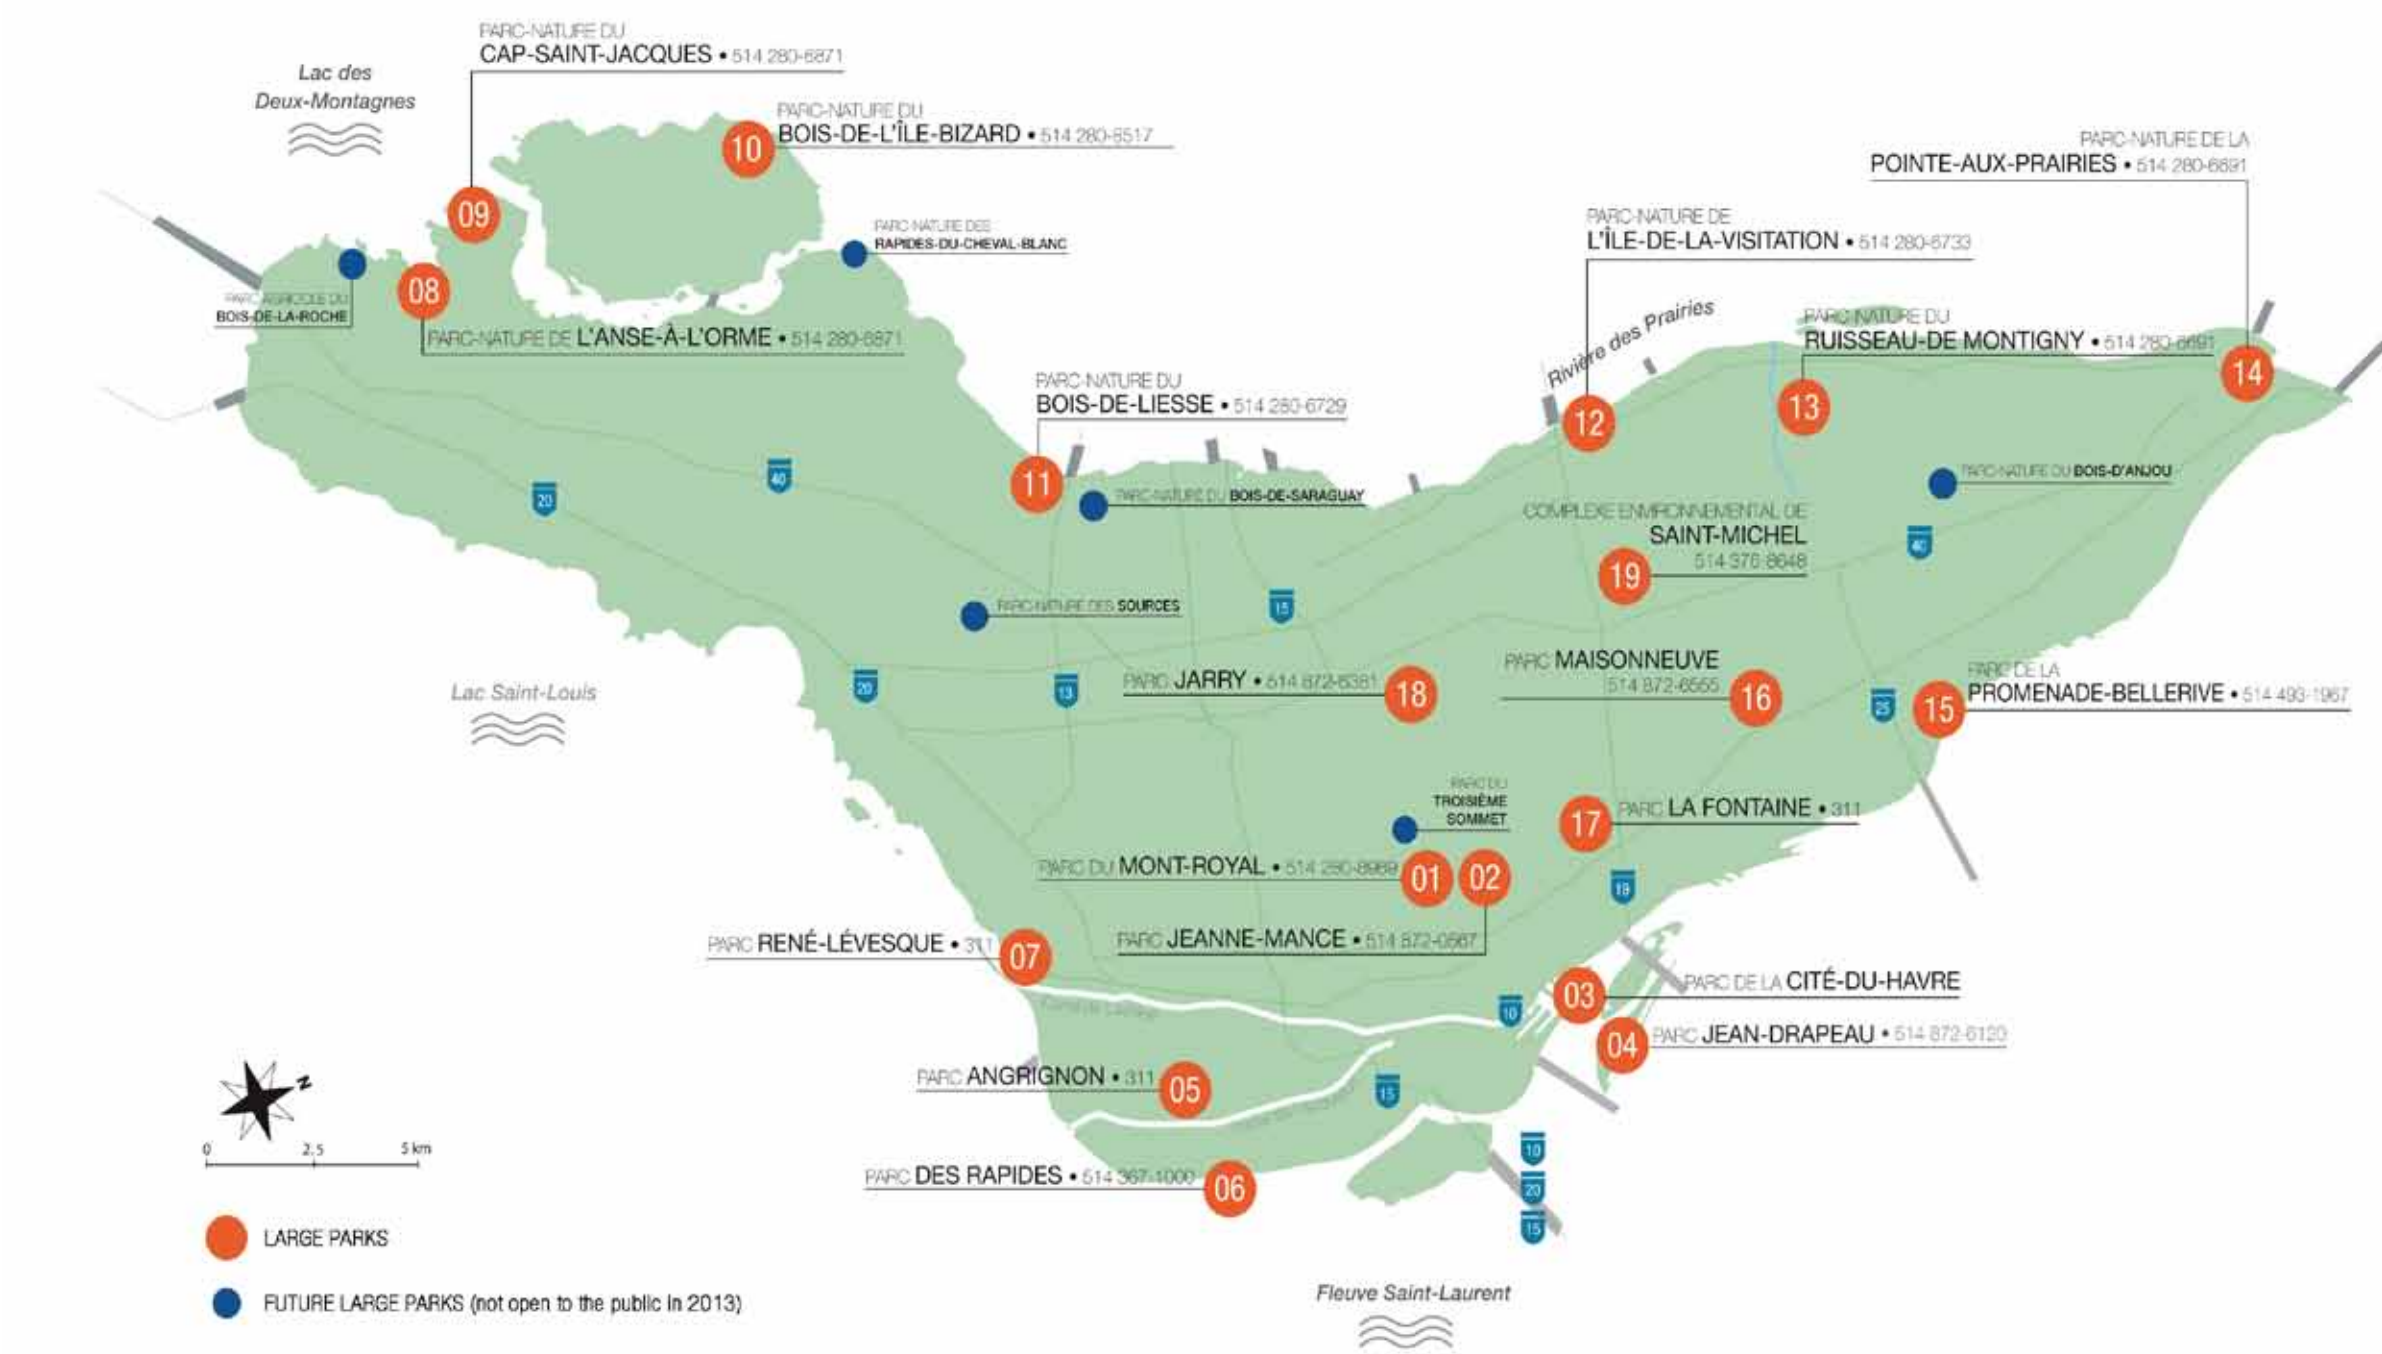 PARC-NATURE DU
CAP-SAINT-JACQUES • 514 280-6871
Lac des
Deux-Montagnes
PARC-NATURE DU
BOIS-DE-L'ÎLE-BIZARD • 514 280-8517
10
PARC-NATURE DE LA
POINTE-AUX-PRAIRIES • 514 280-6691
09
PARC-NATURE DES
RAPIDES-DU-CHEVAL-BLANC
PARC-NATURE DE
L'ÎLE-DE-LA-VISITATION • 514 280-6733
08
PARC AGRICOLE DU
BOIS-DE-LA-ROCHE
PARC-NATURE DE L'ANSE-À-L'ORME • 514 280-6871
Rivière des Prairies
PARC-NATURE DU
RUISSEAU-DE MONTIGNY • 514 280-6691
14
PARC-NATURE DU
BOIS-DE-LIESSE • 514 280-6729
12
13
11
40
20
PARC-NATURE DU BOIS-DE-SARAGUAY
PARC-NATURE DU BOIS-D'ANJOU
COMPLEXE ENVIRONNEMENTAL DE
SAINT-MICHEL
514 376-8648
19
40
PARC-NATURE DES SOURCES
15
Lac Saint-Louis
20
13
PARC JARRY • 514 872-6381
18
PARC MAISONNEUVE
514 872-6555
16
25
15
PARC DE LA
PROMENADE-BELLERIVE • 514 493-1967
PARC DU
TROISIÈME
SOMMET
17
PARC LA FONTAINE • 311
PARC DU MONT-ROYAL • 514 280-8989
01
02
19
PARC RENÉ-LÉVESQUE • 311
07
PARC JEANNE-MANCE • 514 872-0567
03
PARC DE LA CITÉ-DU-HAVRE
10
04
PARC JEAN-DRAPEAU • 514 872-6120
PARC ANGRIGNON • 311
05
15
N
0 2.5 5 km
PARC DES RAPIDES • 514 367-1000
06
10
20
15
LARGE PARKS
FUTURE LARGE PARKS (not open to the public in 2013)
Fleuve Saint-Laurent